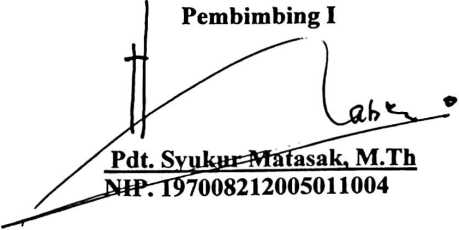 Pembimbing I
Pdt. Syukur Matasak, M.Th
NIP. 197008212005011004